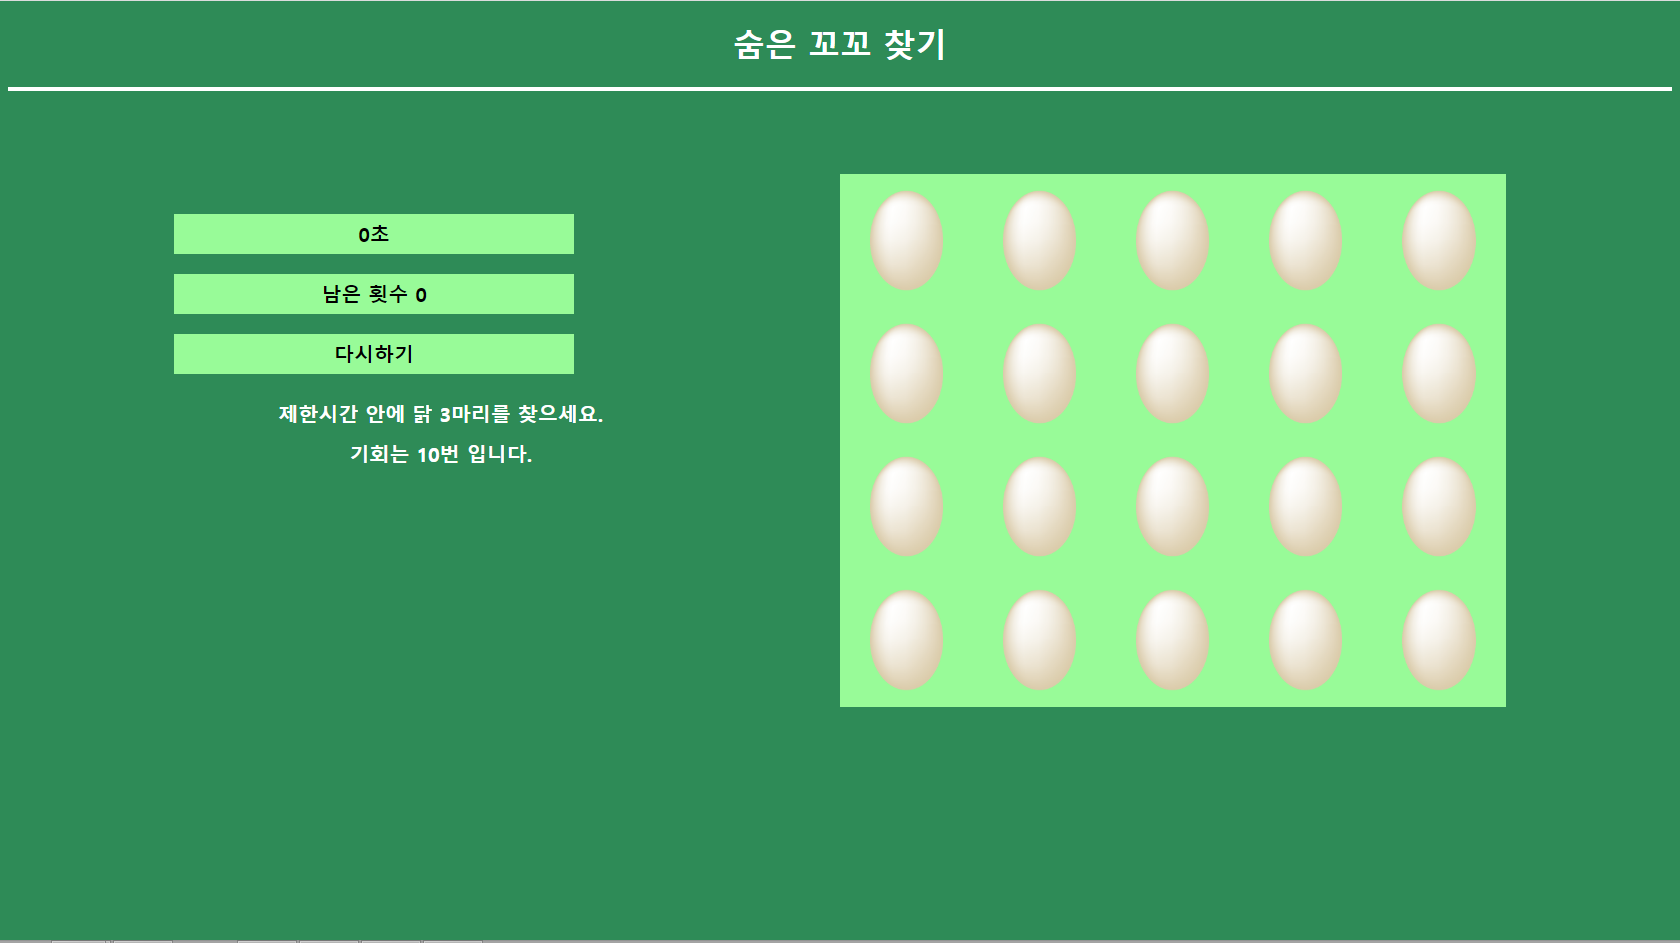 숨은 꼬꼬 찾기
0초
남은 횟수 0
다시하기
제한시간 안에 닭 3마리를 찾으세요.
기회는 10번 입니다.